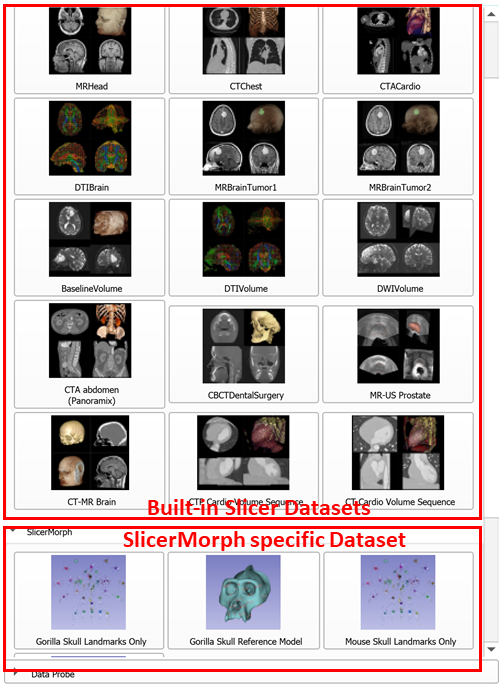 MRHead
CTChest
CTACardio
DTIBrain
MRBrainTumor1
MRBrainTumor2
BaselineVolume
DTIVolume
DWIVolume
CTA abdomen
(Panoramix)
CBCTDentalSurgery
MR-US Prostate
CT-MR Brain
CTP Cardio Volume Sequence
CT Cardio Volume Sequence
Built-in Slicer Datasets
SlicerMorph
SlicerMorph specific Dataset
Gorilla Skull Landmarks Only
Gorilla Skull Reference Model
Mouse Skull Landmarks Only
Data Probe